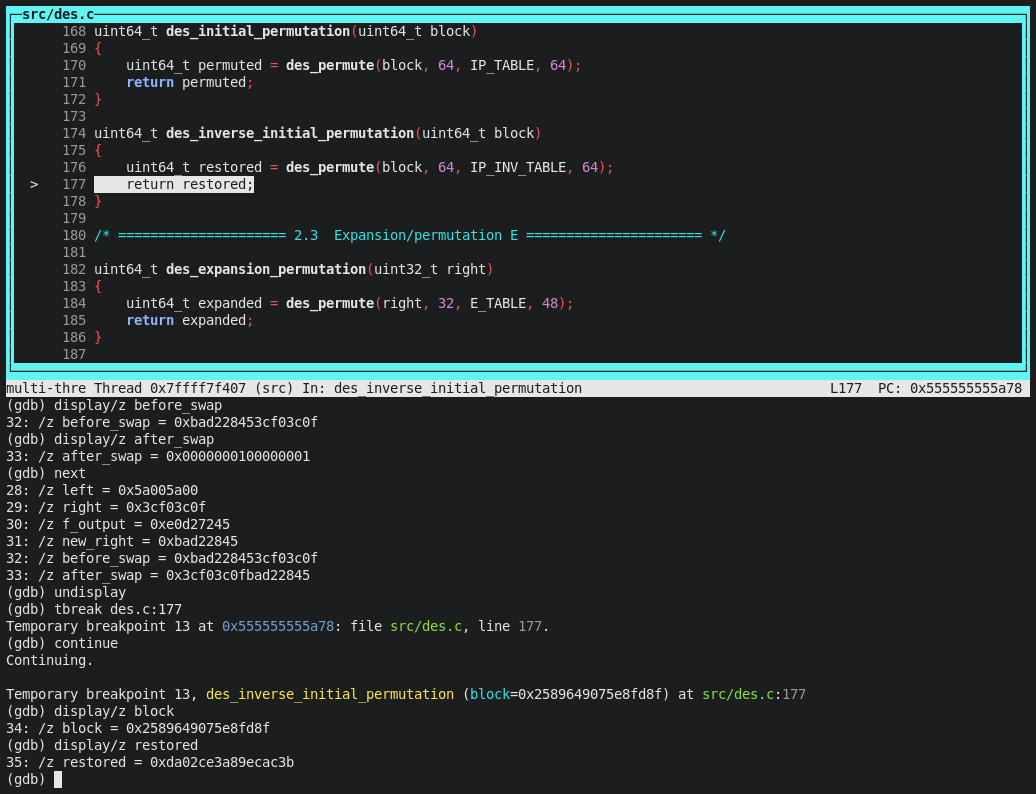 src/des.c
168 uint64_t des_initial_permutation(uint64_t block)
169 {
170     uint64_t permuted = des_permute(block, 64, IP_TABLE, 64);
171     return permuted;
172 }
173
174 uint64_t des_inverse_initial_permutation(uint64_t block)
175 {
176     uint64_t restored = des_permute(block, 64, IP_INV_TABLE, 64);
> 177     return restored;
178 }
179
180 /* ===================== 2.3  Expansion/permutation E ====================== */
181
182 uint64_t des_expansion_permutation(uint32_t right)
183 {
184     uint64_t expanded = des_permute(right, 32, E_TABLE, 48);
185     return expanded;
186 }
187
multi-thre Thread 0x7ffff7f407 (src) In: des_inverse_initial_permutation L177 PC: 0x555555555a78
(gdb) display/z before_swap
32: /z before_swap = 0xbad228453cf03c0f
(gdb) display/z after_swap
33: /z after_swap = 0x0000000100000001
(gdb) next
28: /z left = 0x5a005a00
29: /z right = 0x3cf03c0f
30: /z f_output = 0xe0d27245
31: /z new_right = 0xbad22845
32: /z before_swap = 0xbad228453cf03c0f
33: /z after_swap = 0x3cf03c0fbad22845
(gdb) undisplay
(gdb) tbreak des.c:177
Temporary breakpoint 13 at 0x555555555a78: file src/des.c, line 177.
(gdb) continue
Continuing.
Temporary breakpoint 13, des_inverse_initial_permutation (block=0x2589649075e8fd8f) at src/des.c:177
(gdb) display/z block
34: /z block = 0x2589649075e8fd8f
(gdb) display/z restored
35: /z restored = 0xda02ce3a89ecac3b
(gdb)